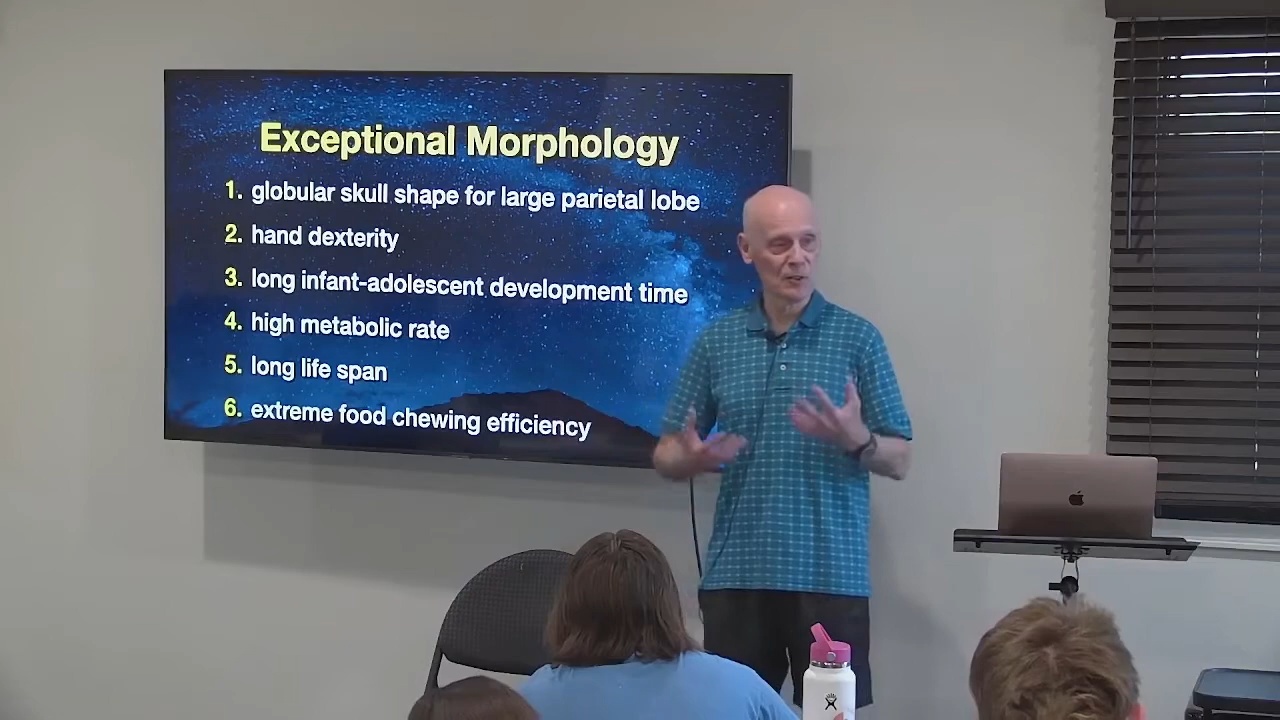 Exceptional Morphology
1. globular skull shape for large parietal lobe
2. hand dexterity
3. long infant-adolescent development time
4. high metabolic rate
5. long life span
6. extreme food chewing efficiency